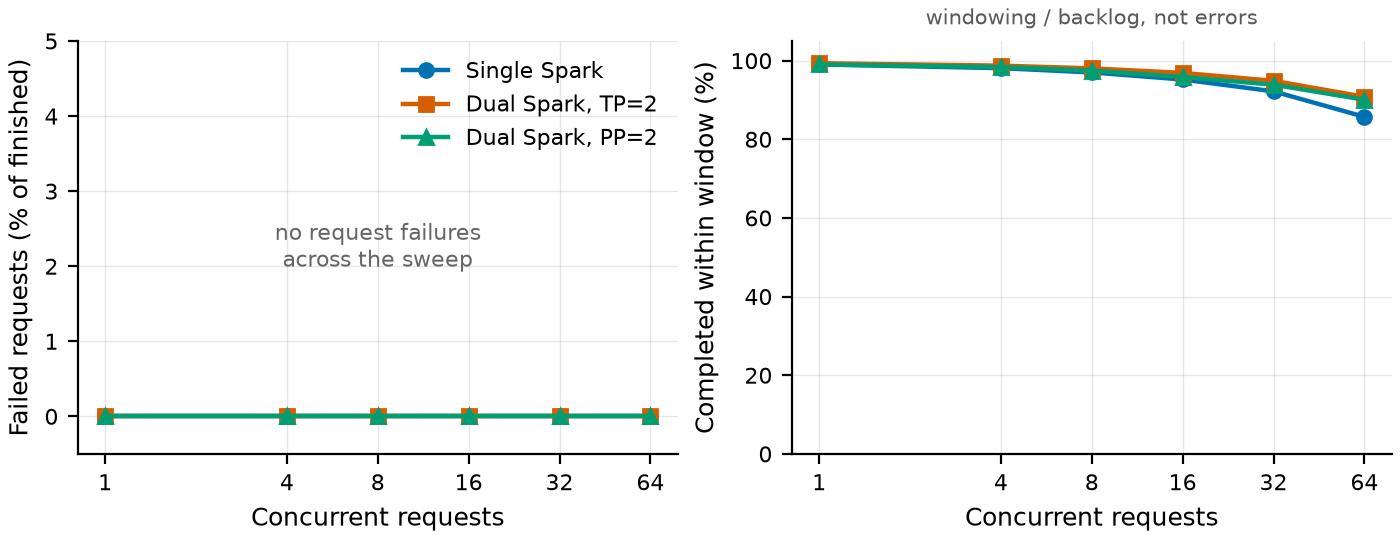 Failed requests (% of finished)
5
4
3
2
1
0
Single Spark
Dual Spark, TP=2
Dual Spark, PP=2
no request failures
across the sweep
1 4 8 16 32 64
Concurrent requests
windowing / backlog, not errors
Completed within window (%)
100
80
60
40
20
0
1 4 8 16 32 64
Concurrent requests